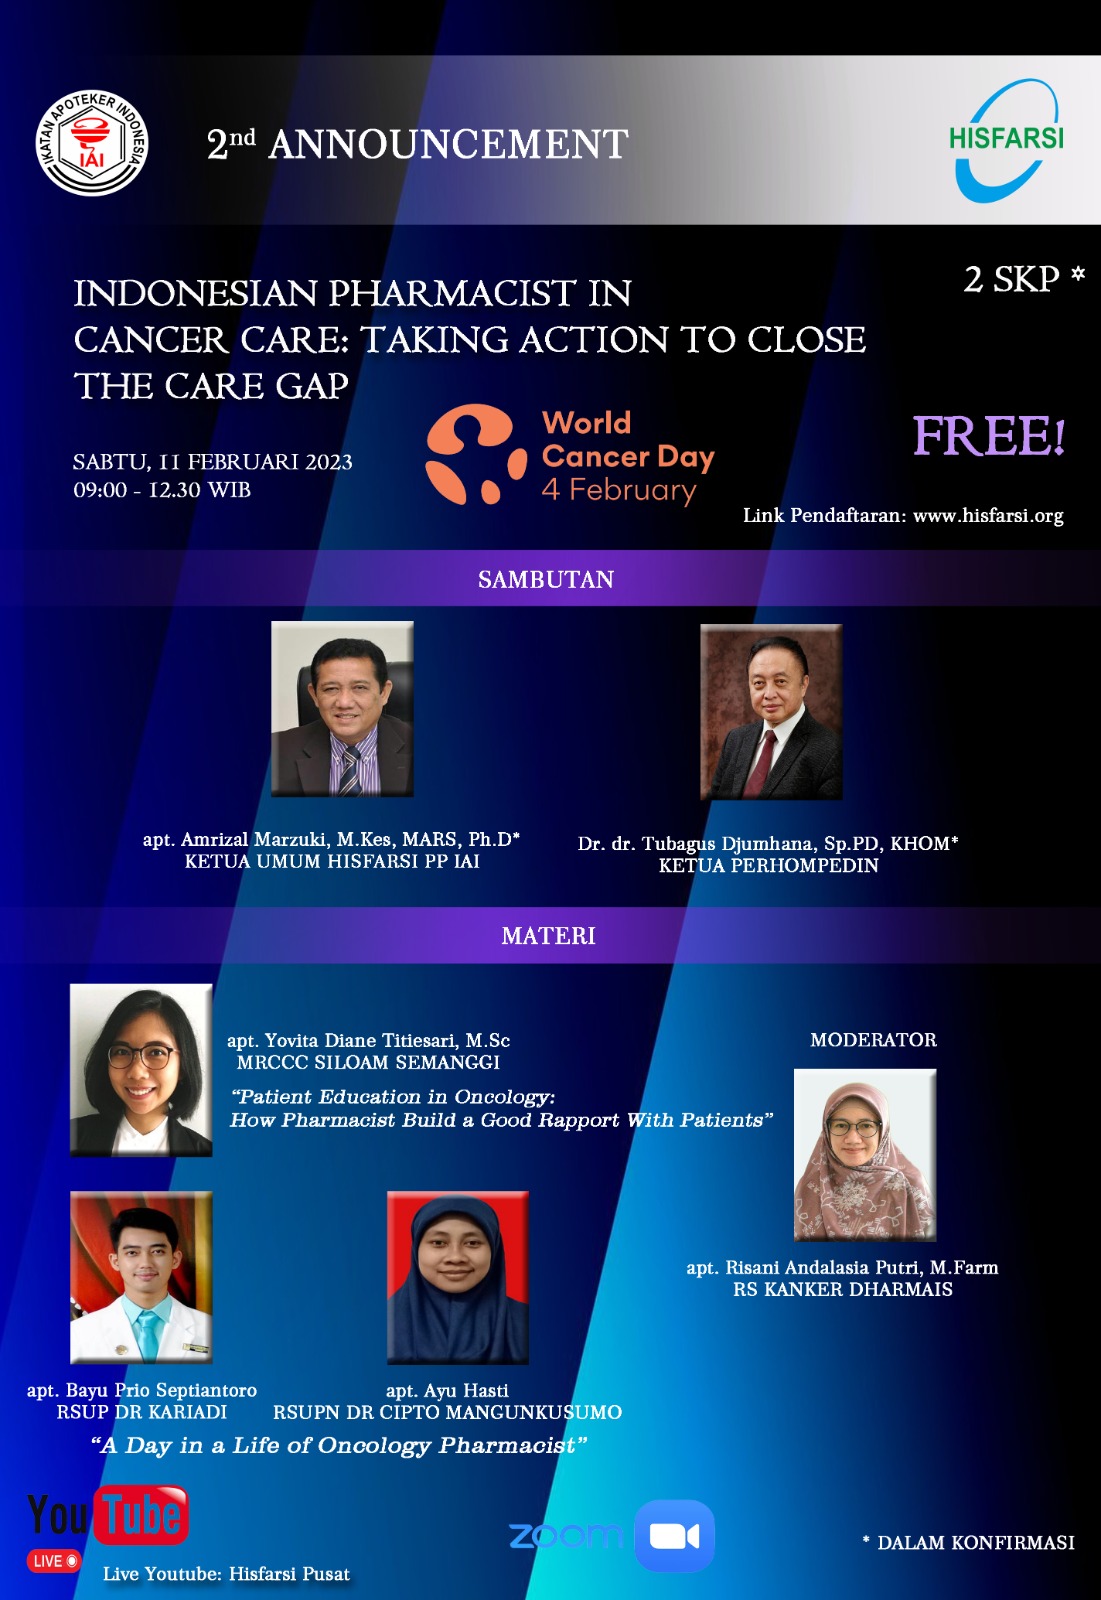 IKATAN APOTEKER INDONESIA
IAI
2nd ANNOUNCEMENT
HISFARSI
2 SKP *
INDONESIAN PHARMACIST IN
CANCER CARE: TAKING ACTION TO CLOSE
THE CARE GAP
World
Cancer Day
4 February
FREE!
SABTU, 11 FEBRUARI 2023
09:00 - 12.30 WIB
Link Pendaftaran: www.hisfarsi.org
SAMBUTAN
apt. Amrizal Marzuki, M.Kes, MARS, Ph.D*
KETUA UMUM HISFARSI PP IAI
Dr. dr. Tubagus Djumhana, Sp.PD, KHOM*
KETUA PERHOMPEDIN
MATERI
apt. Yovita Diane Titiesari, M.Sc
MRCCC SILOAM SEMANGGI
“Patient Education in Oncology:
How Pharmacist Build a Good Rapport With Patients”
MODERATOR
apt. Risani Andalasia Putri, M.Farm
RS KANKER DHARMAIS
apt. Bayu Prio Septiantoro
RSUP DR KARIADI
apt. Ayu Hasti
RSUPN DR CIPTO MANGUNKUSUMO
“A Day in a Life of Oncology Pharmacist”
YouTube
LIVE
Live Youtube: Hisfarsi Pusat
zoom
* DALAM KONFIRMASI